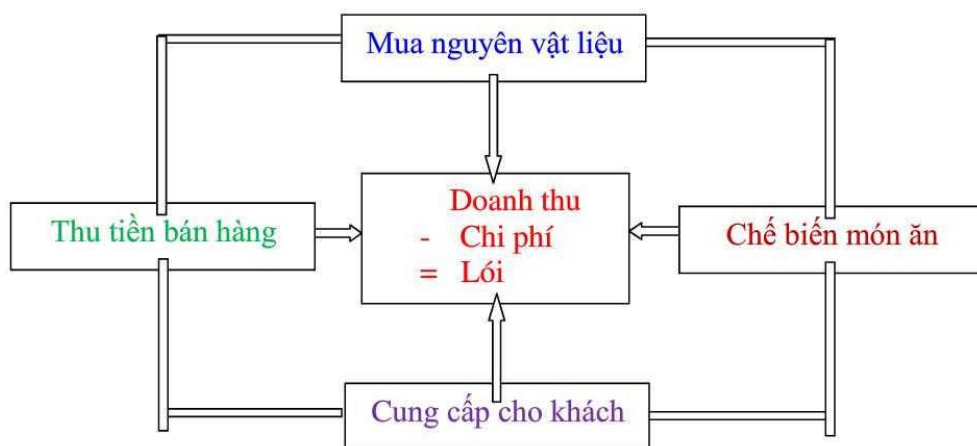 Mua nguyên vật liệu
Doanh thu
Thu tiền bán hàng
- Chi phí
Chế biến món ăn
= Lói
Cung cấp cho khách